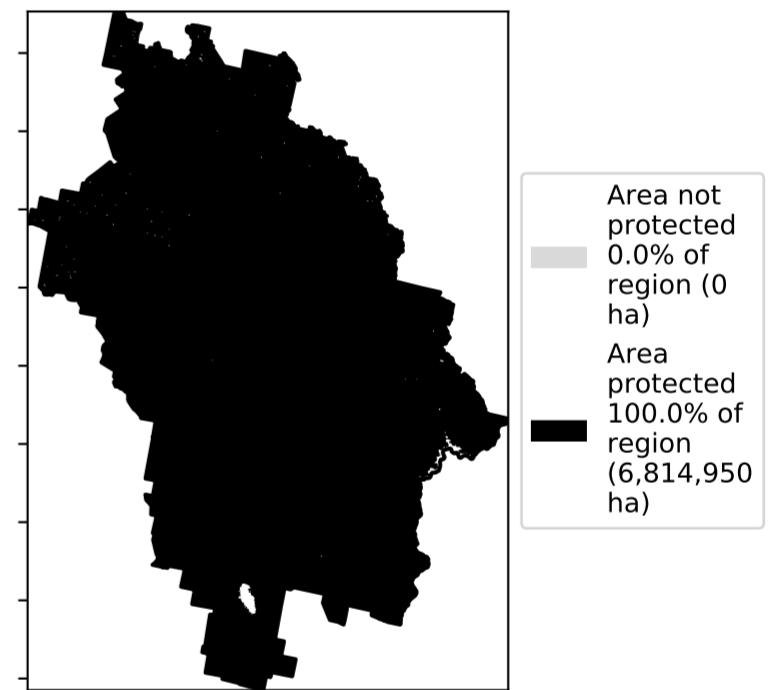 Area not
protected
0.0% of
region (0
ha)
Area
protected
100.0% of
region
(6,814,950
ha)